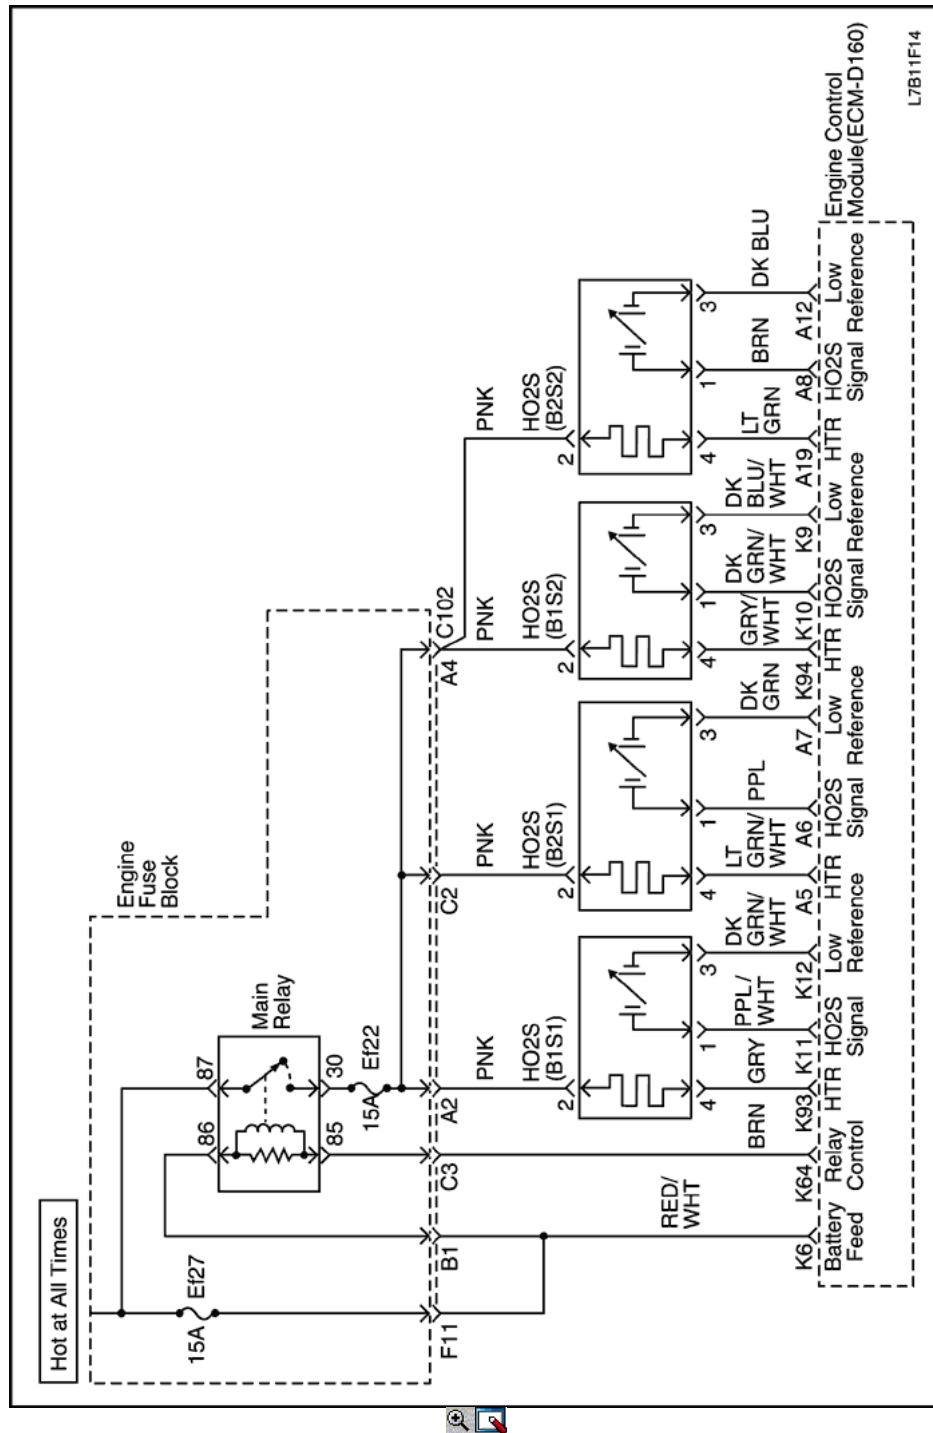 Hot at All Times
Ef27
15A
Engine
Fuse
Block
Main
Relay
86
87
85
30
Ef22
15A
F11
B1
C3
A2
C2
A4
C102
PNK
PNK
PNK
PNK
HO2S
(B1S1)
HO2S
(B2S1)
HO2S
(B1S2)
HO2S
(B2S2)
2
2
2
2
4
1
3
4
1
3
4
1
3
4
1
3
RED/
WHT
BRN
GRY
PPL/
WHT
DK
GRN/
WHT
LT
GRN/
WHT
PPL
DK
GRN
GRY/
WHT
DK
GRN/
WHT
DK
BLU/
WHT
LT
GRN
BRN
DK BLU
K6
K64
K93
K11
K12
A5
A6
A7
K94
K10
K9
A19
A8
A12
Battery
Feed
Relay
Control
HTR
HO2S
Signal
Low
Reference
HTR
HO2S
Signal
Low
Reference
HTR
HO2S
Signal
Low
Reference
HTR
HO2S
Signal
Low
Reference
Engine Control
Module(ECM-D160)
L7B11F14